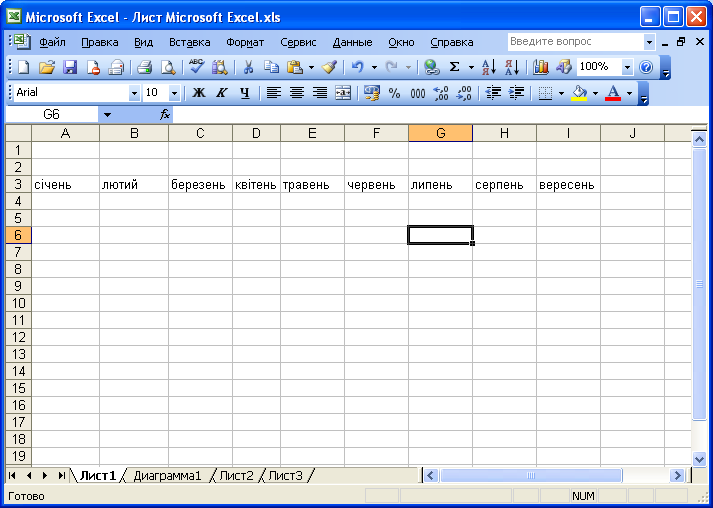 Microsoft Excel - Лист Microsoft Excel.xls
Файл Правка Вид Вставка Формат Сервис Данные Окно Справка Введите вопрос
ABC Σ А Я Я А 100% ?
Arial 10 Ж К Ч % 000 ,00 ,00 А
G6 fx
A B C D E F G H I J
1
2
3 січень лютий березень квітень травень червень липень серпень вересень
4
5
6
7
8
9
10
11
12
13
14
15
16
17
18
19
Лист1 Диаграмма1 Лист2 Лист3
Готово NUM